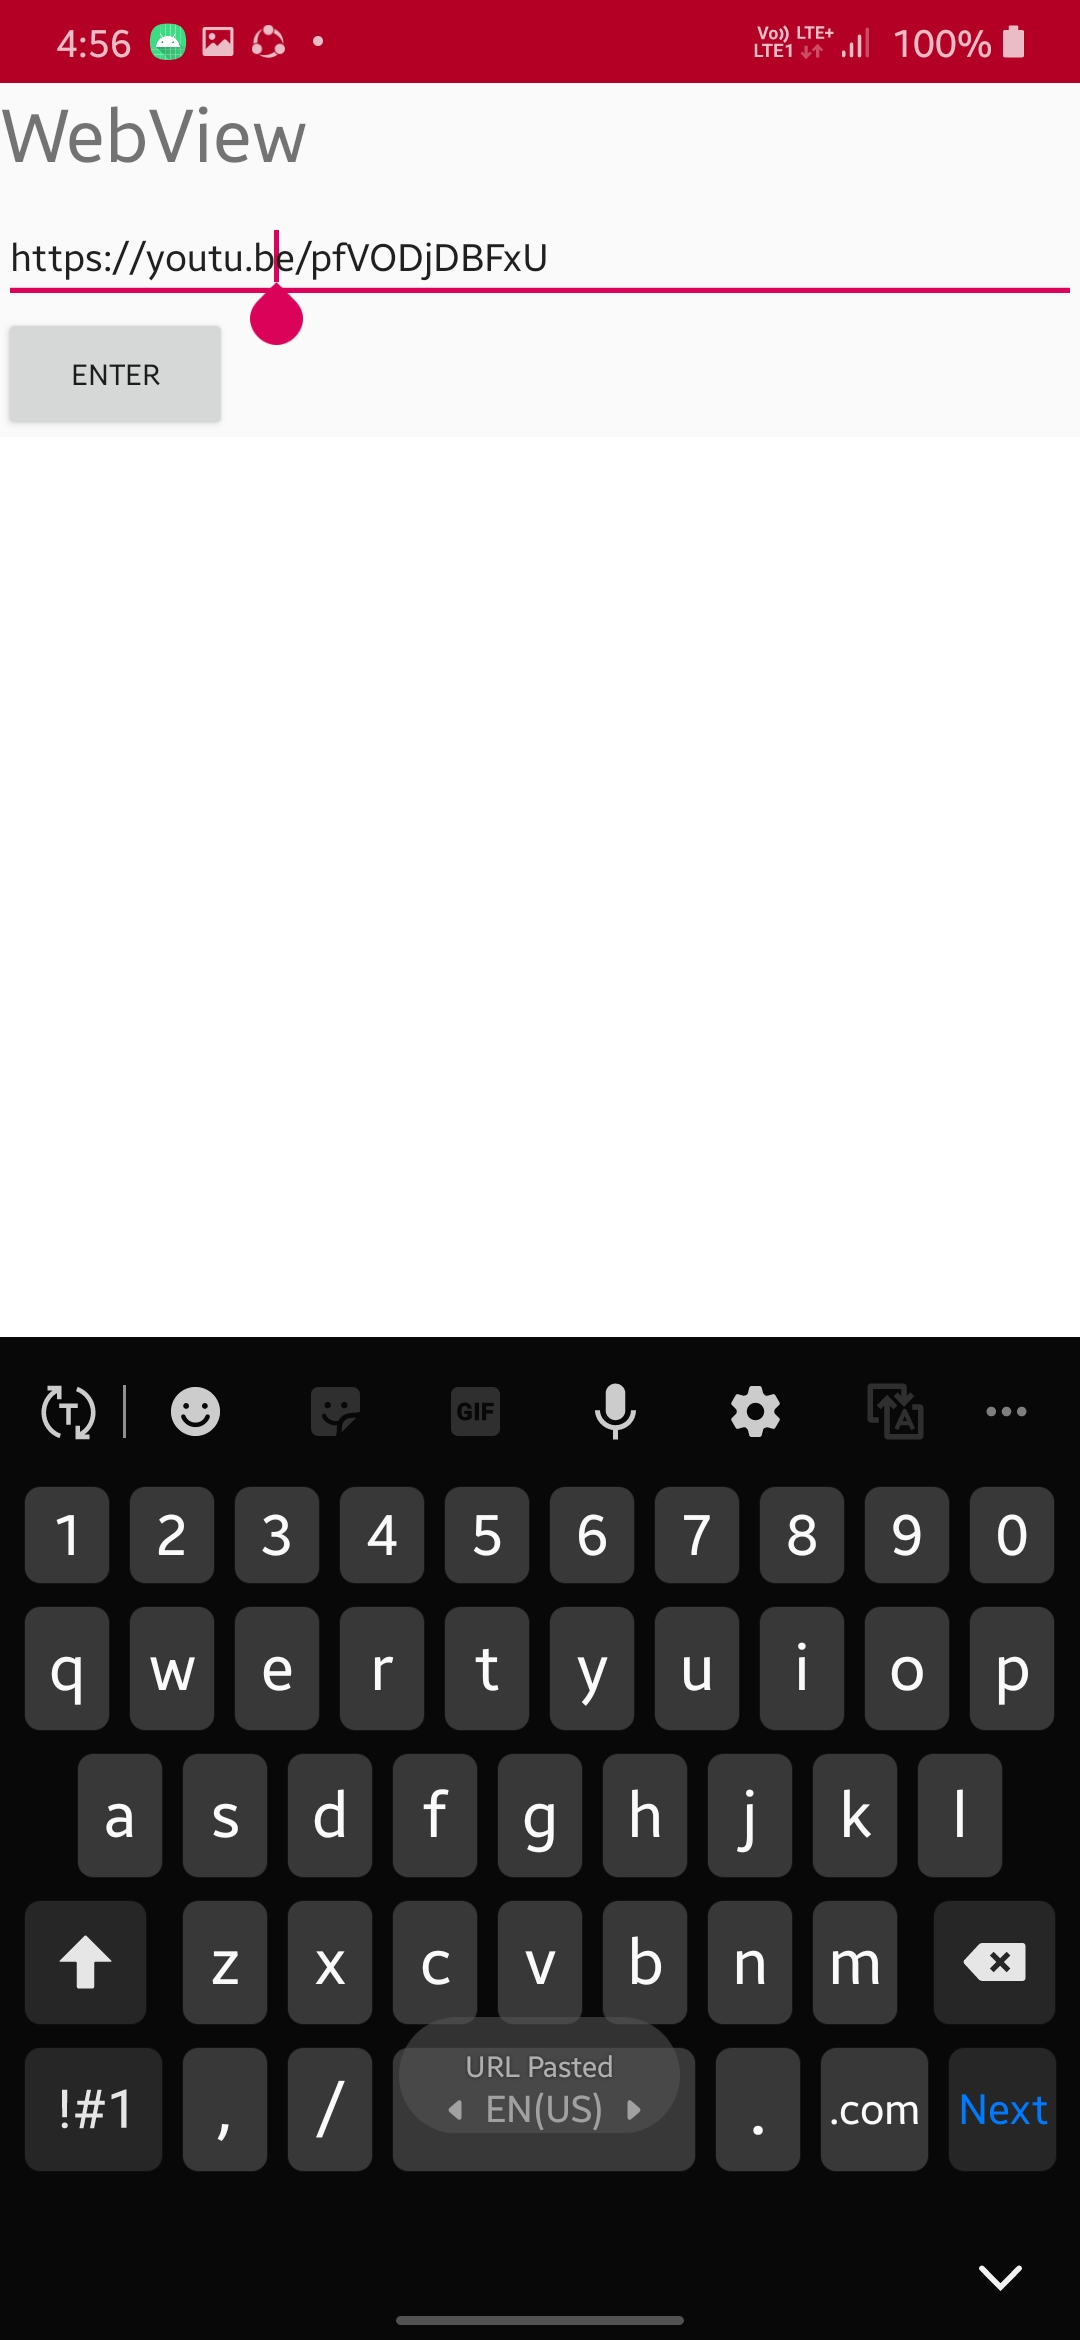 4:56 Vo)) LTE+ LTE1 100%
WebView
https://youtu.be/pfVODjDBFxU
ENTER
T GIF A
1 2 3 4 5 6 7 8 9 0
q w e r t y u i o p
a s d f g h j k l
z x c v b n m
URL Pasted
!#1 , / EN(US) . .com Next